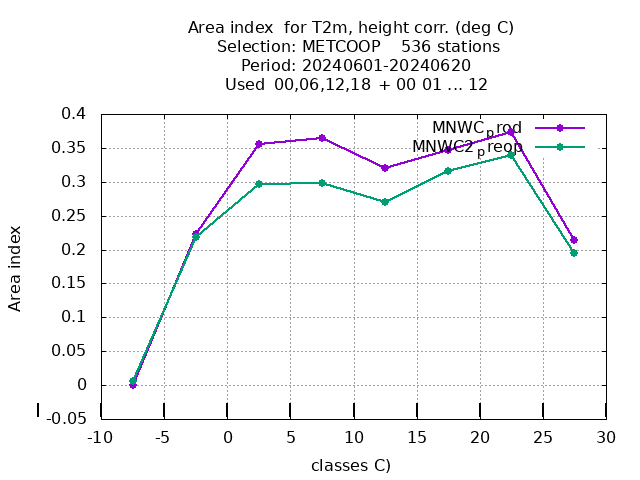 Area index  for T2m, height corr. (deg C)
Selection: METCOOP    536 stations
Period: 20240601-20240620
Used  00,06,12,18 + 00 01 ... 12
MNWC_prod
MNWC2_preop
0.4
0.35
0.3
0.25
0.2
0.15
0.1
0.05
0
-0.05
Area index
-10 -5 0 5 10 15 20 25 30
classes C)